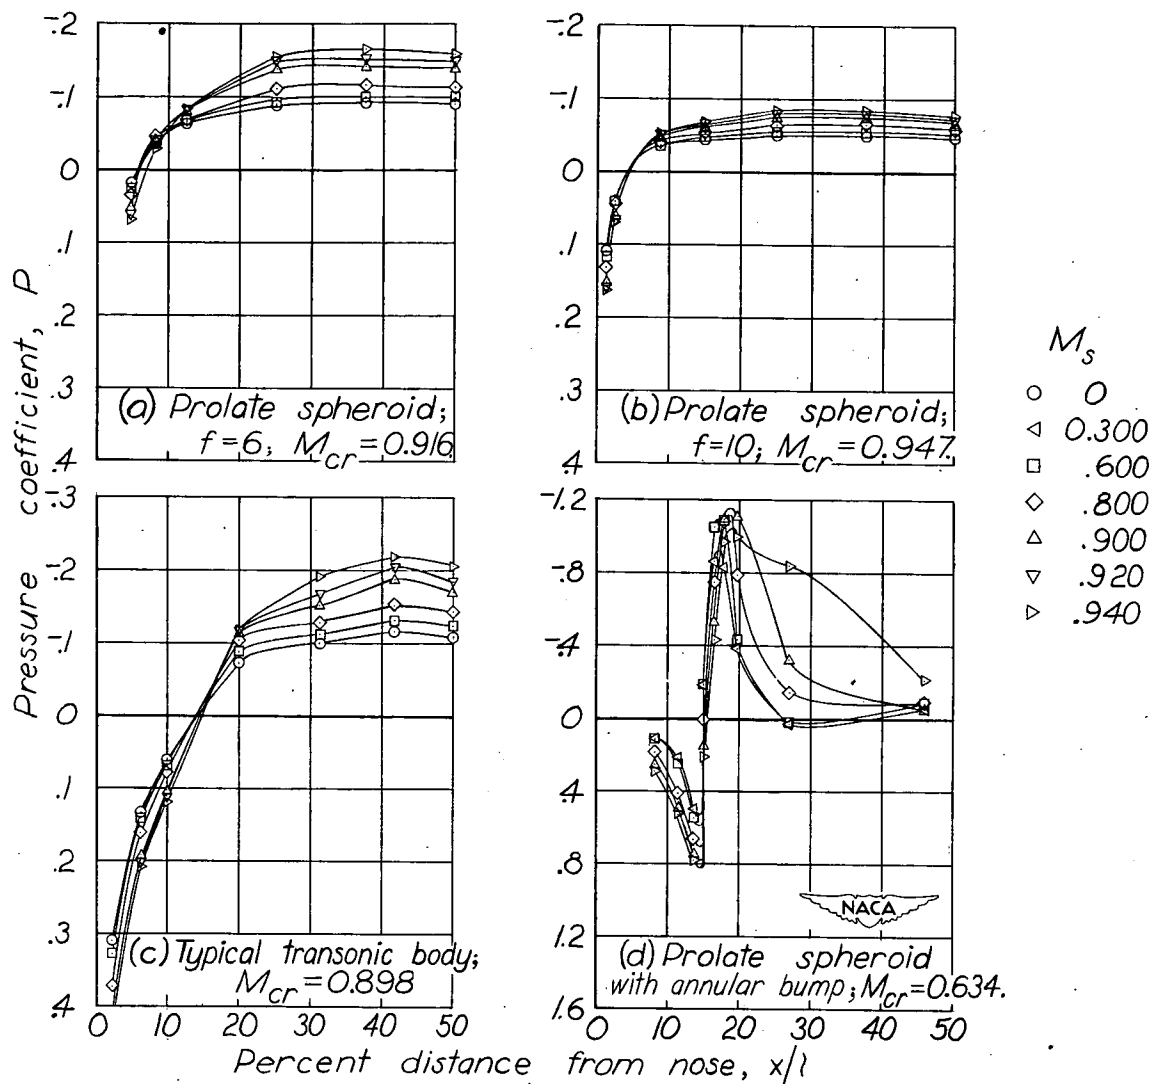 Pressure coefficient, P
-.2
-.1
0
.1
.2
.3
.4
(a) Prolate spheroid;
f=6; Mcr=0.916.
-.2
-.1
0
.1
.2
.3
.4
(b) Prolate spheroid;
f=10; Mcr=0.947.
Ms
0
0.300
.600
.800
.900
.920
.940
-.3
-.2
-.1
0
.1
.2
.3
.4
(c) Typical transonic body;
Mcr=0.898
0 10 20 30 40 50
-1.2
-.8
-.4
0
.4
.8
1.2
1.6
NACA
(d) Prolate spheroid
with annular bump; Mcr=0.634.
0 10 20 30 40 50
Percent distance from nose, x/l